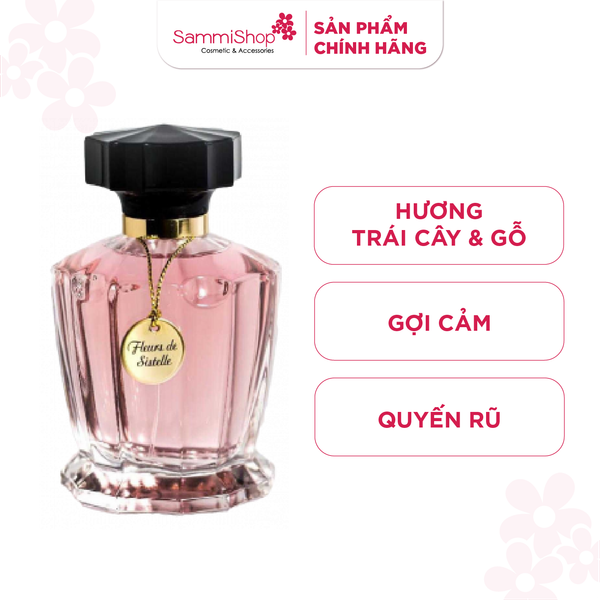 SammiShop
Cosmetic & Accessories
SẢN PHẨM
CHÍNH HÃNG
HƯƠNG
TRÁI CÂY & GỖ
GỢI CẢM
QUYẾN RŨ
Fleurs de
Sistelle